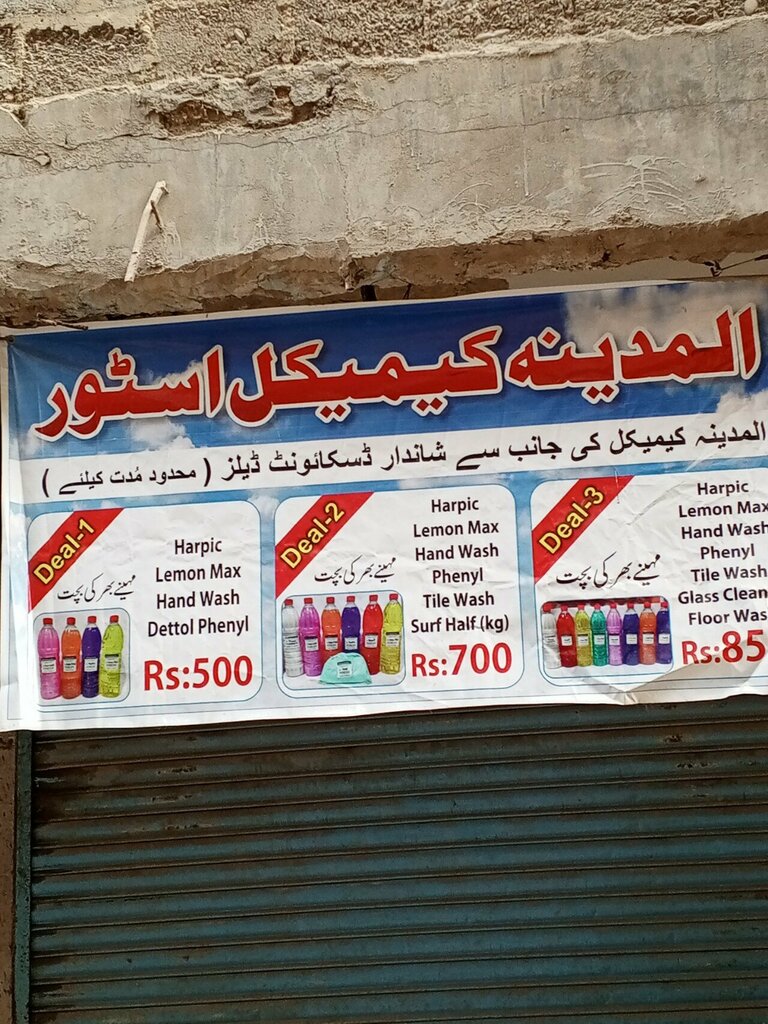 المدینہ کیمیکل اسٹور
المدینہ کیمیکل کی جانب سے شاندار ڈسکائونٹ ڈیلز ( محدود مُدت کیلئے )
Deal-1
مہینے بھر کی بچت
Harpic
Lemon Max
Hand Wash
Dettol Phenyl
Rs:500
Deal-2
مہینے بھر کی بچت
Harpic
Lemon Max
Hand Wash
Phenyl
Tile Wash
Surf Half (kg)
Rs:700
Deal-3
مہینے بھر کی بچت
Harpic
Lemon Max
Hand Wash
Phenyl
Tile Wash
Glass Clean
Floor Was
Rs:85